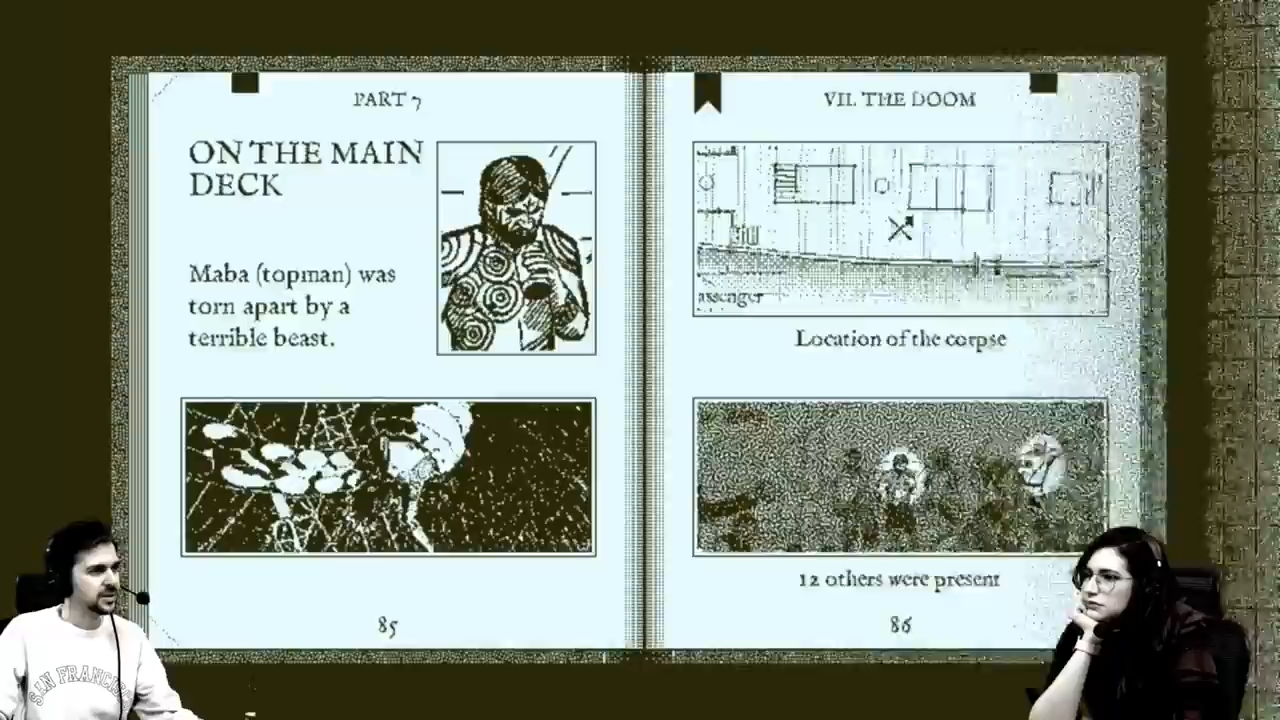 PART 7
ON THE MAIN
DECK
Maba (topman) was
torn apart by a
terrible beast.
85
VII. THE DOOM
assenger
Location of the corpse
12 others were present
86
SAN FRANCIS